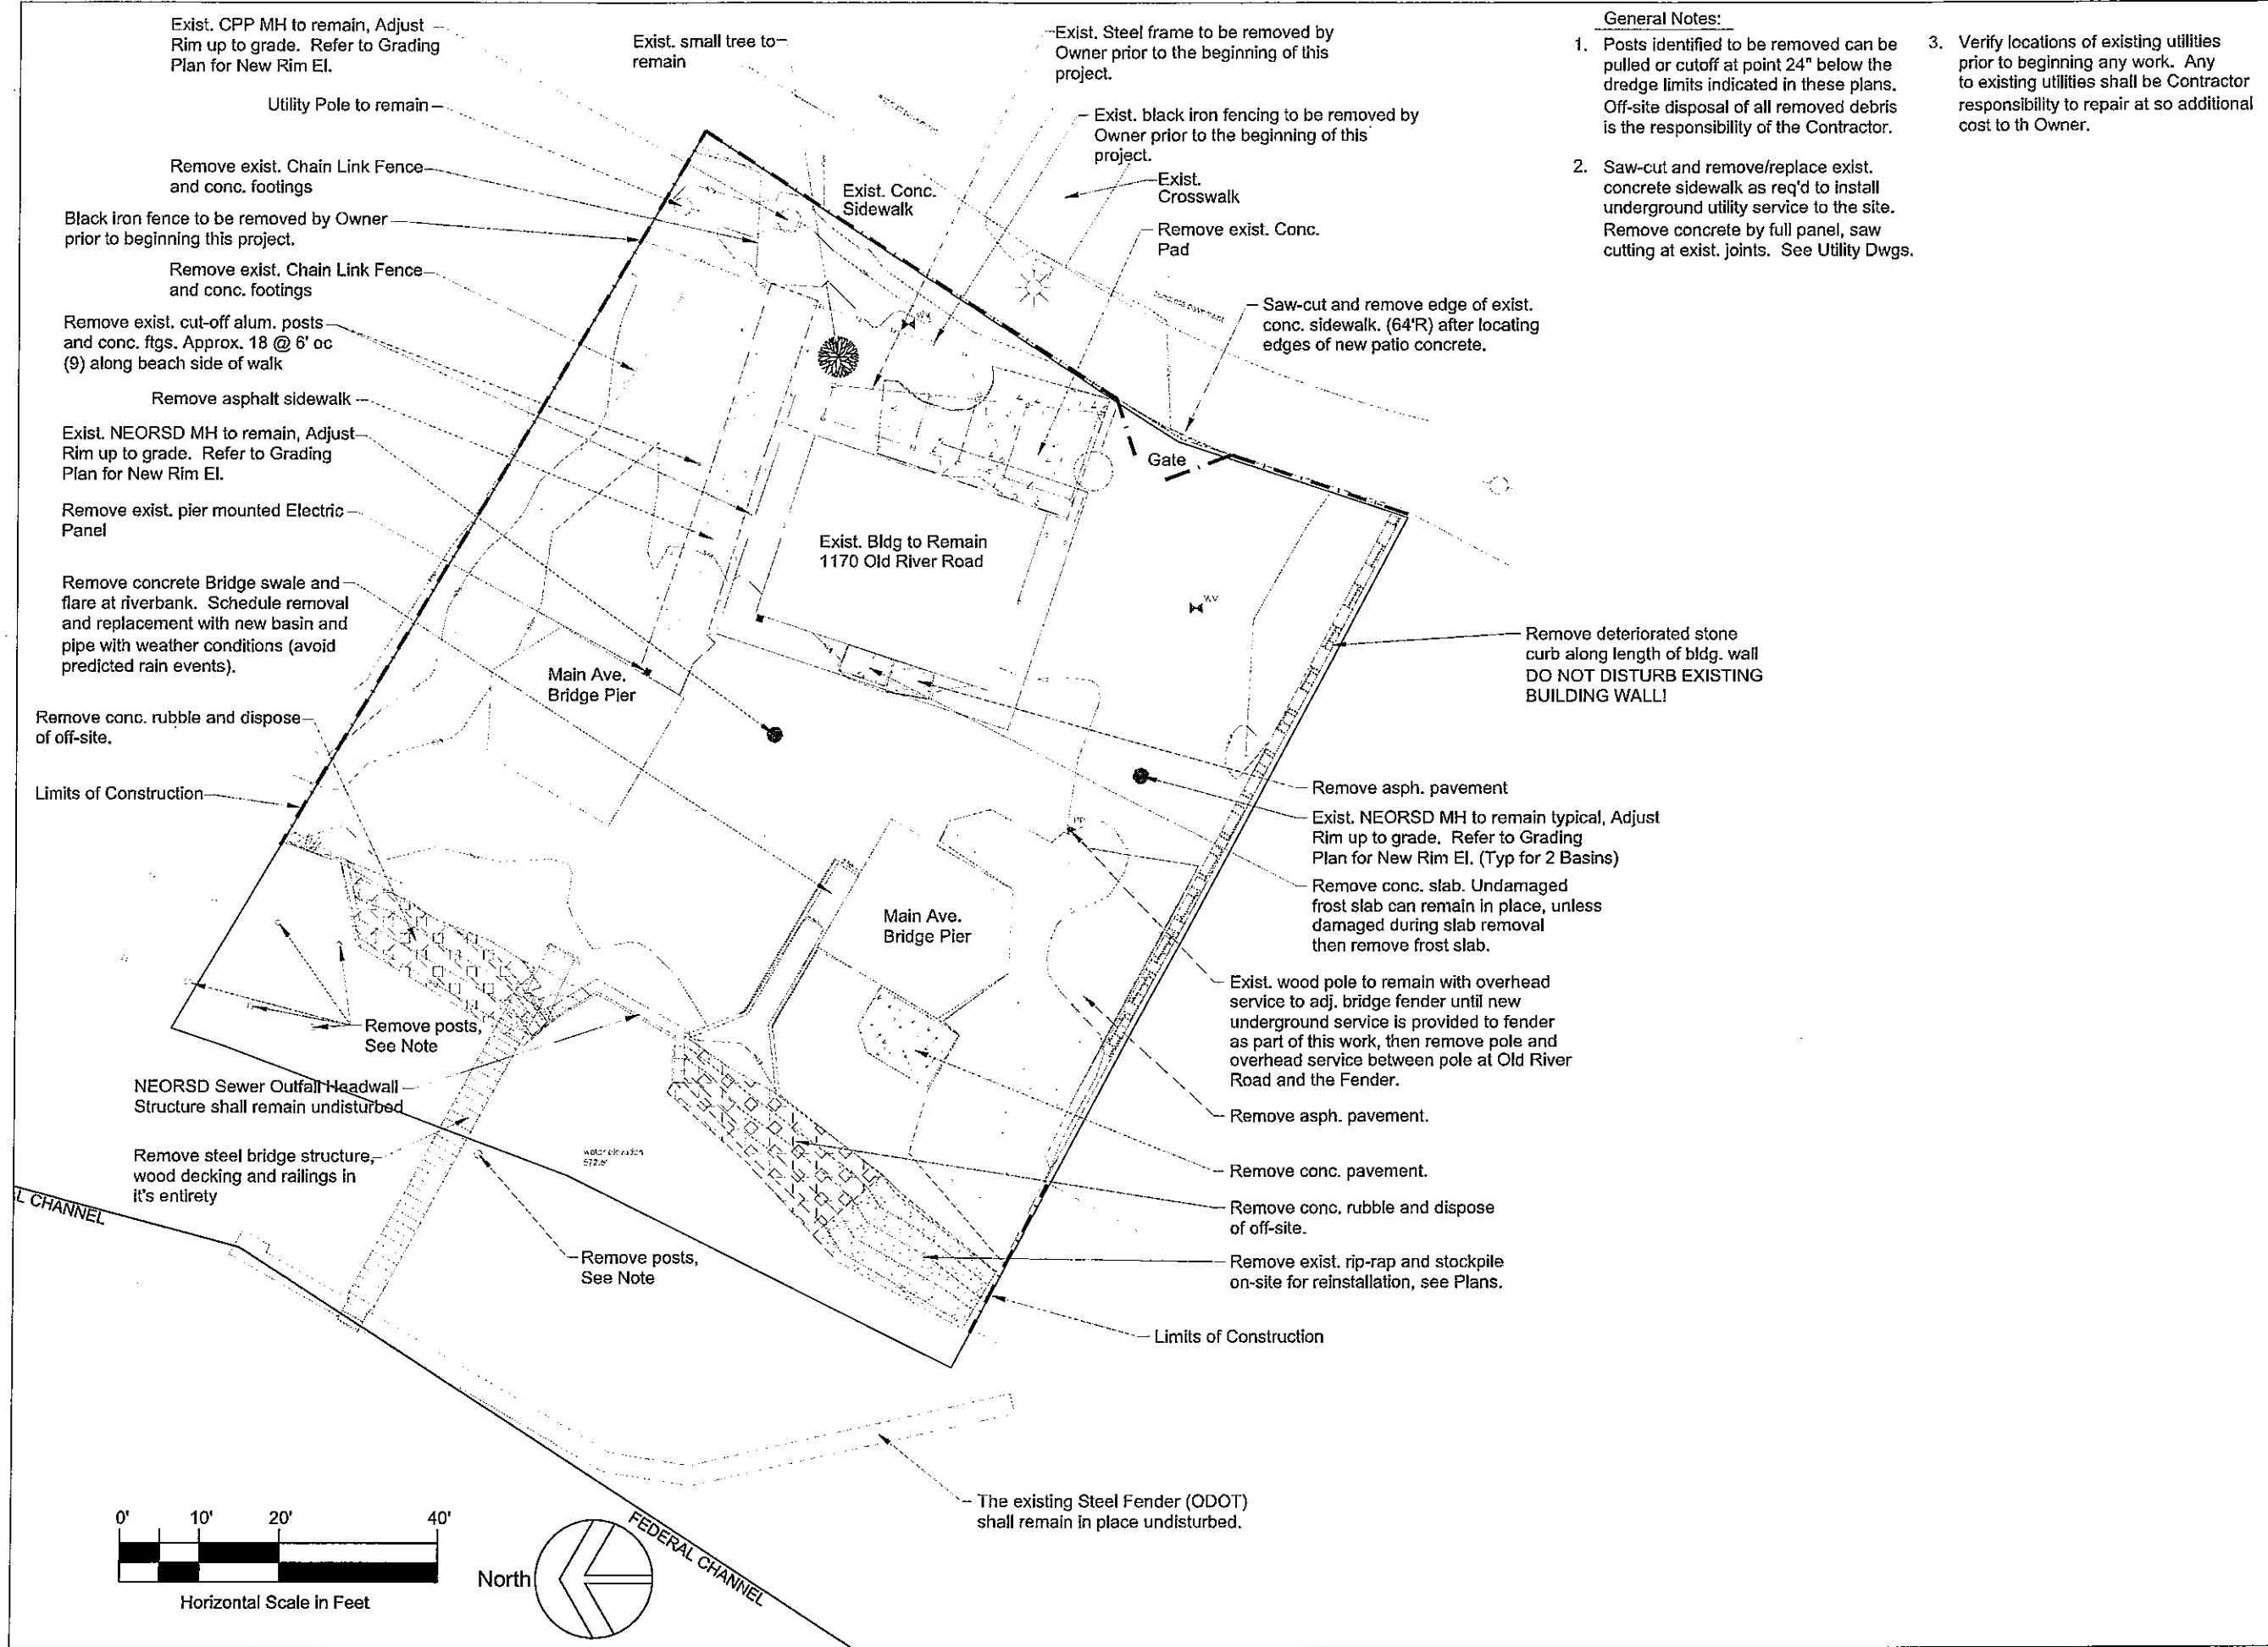 Exist. CPP MH to remain, Adjust
Rim up to grade. Refer to Grading
Plan for New Rim El.
Utility Pole to remain
Remove exist. Chain Link Fence
and conc. footings
Black iron fence to be removed by Owner
prior to beginning this project.
Remove exist. Chain Link Fence
and conc. footings
Remove exist. cut-off alum. posts
and conc. ftgs. Approx. 18 @ 6' oc
(9) along beach side of walk
Remove asphalt sidewalk
Exist. NEORSD MH to remain, Adjust
Rim up to grade. Refer to Grading
Plan for New Rim El.
Remove exist. pier mounted Electric
Panel
Remove concrete Bridge swale and
flare at riverbank. Schedule removal
and replacement with new basin and
pipe with weather conditions (avoid
predicted rain events).
Remove conc. rubble and dispose
of off-site.
Limits of Construction
Remove posts,
See Note
NEORSD Sewer Outfall Headwall
Structure shall remain undisturbed
Remove steel bridge structure,
wood decking and railings in
it's entirety
L CHANNEL
Exist. small tree to
remain
Exist. Conc.
Sidewalk
Exist. Steel frame to be removed by
Owner prior to the beginning of this
project.
Exist. black iron fencing to be removed by
Owner prior to the beginning of this
project.
Exist.
Crosswalk
Remove exist. Conc.
Pad
Saw-cut and remove edge of exist.
conc. sidewalk. (64'R) after locating
edges of new patio concrete.
Gate
Exist. Bldg to Remain
1170 Old River Road
WV
Main Ave.
Bridge Pier
PP
Main Ave.
Bridge Pier
water elevation
Remove posts,
See Note
Remove deteriorated stone
curb along length of bldg. wall
DO NOT DISTURB EXISTING
BUILDING WALL!
Remove asph. pavement
Exist. NEORSD MH to remain typical, Adjust
Rim up to grade. Refer to Grading
Plan for New Rim El. (Typ for 2 Basins)
Remove conc. slab. Undamaged
frost slab can remain in place, unless
damaged during slab removal
then remove frost slab.
Exist. wood pole to remain with overhead
service to adj. bridge fender until new
underground service is provided to fender
as part of this work, then remove pole and
overhead service between pole at Old River
Road and the Fender.
Remove asph. pavement.
Remove conc. pavement.
Remove conc. rubble and dispose
of off-site.
Remove exist. rip-rap and stockpile
on-site for reinstallation, see Plans.
Limits of Construction
The existing Steel Fender (ODOT)
shall remain in place undisturbed.
FEDERAL CHANNEL
0' 10' 20' 40'
Horizontal Scale in Feet
North
General Notes:
1. Posts identified to be removed can be
pulled or cutoff at point 24" below the
dredge limits indicated in these plans.
Off-site disposal of all removed debris
is the responsibility of the Contractor.
2. Saw-cut and remove/replace exist.
concrete sidewalk as req'd to install
underground utility service to the site.
Remove concrete by full panel, saw
cutting at exist. joints. See Utility Dwgs.
3. Verify locations of existing utilities
prior to beginning any work. Any
to existing utilities shall be Contractor
responsibility to repair at so additional
cost to th Owner.